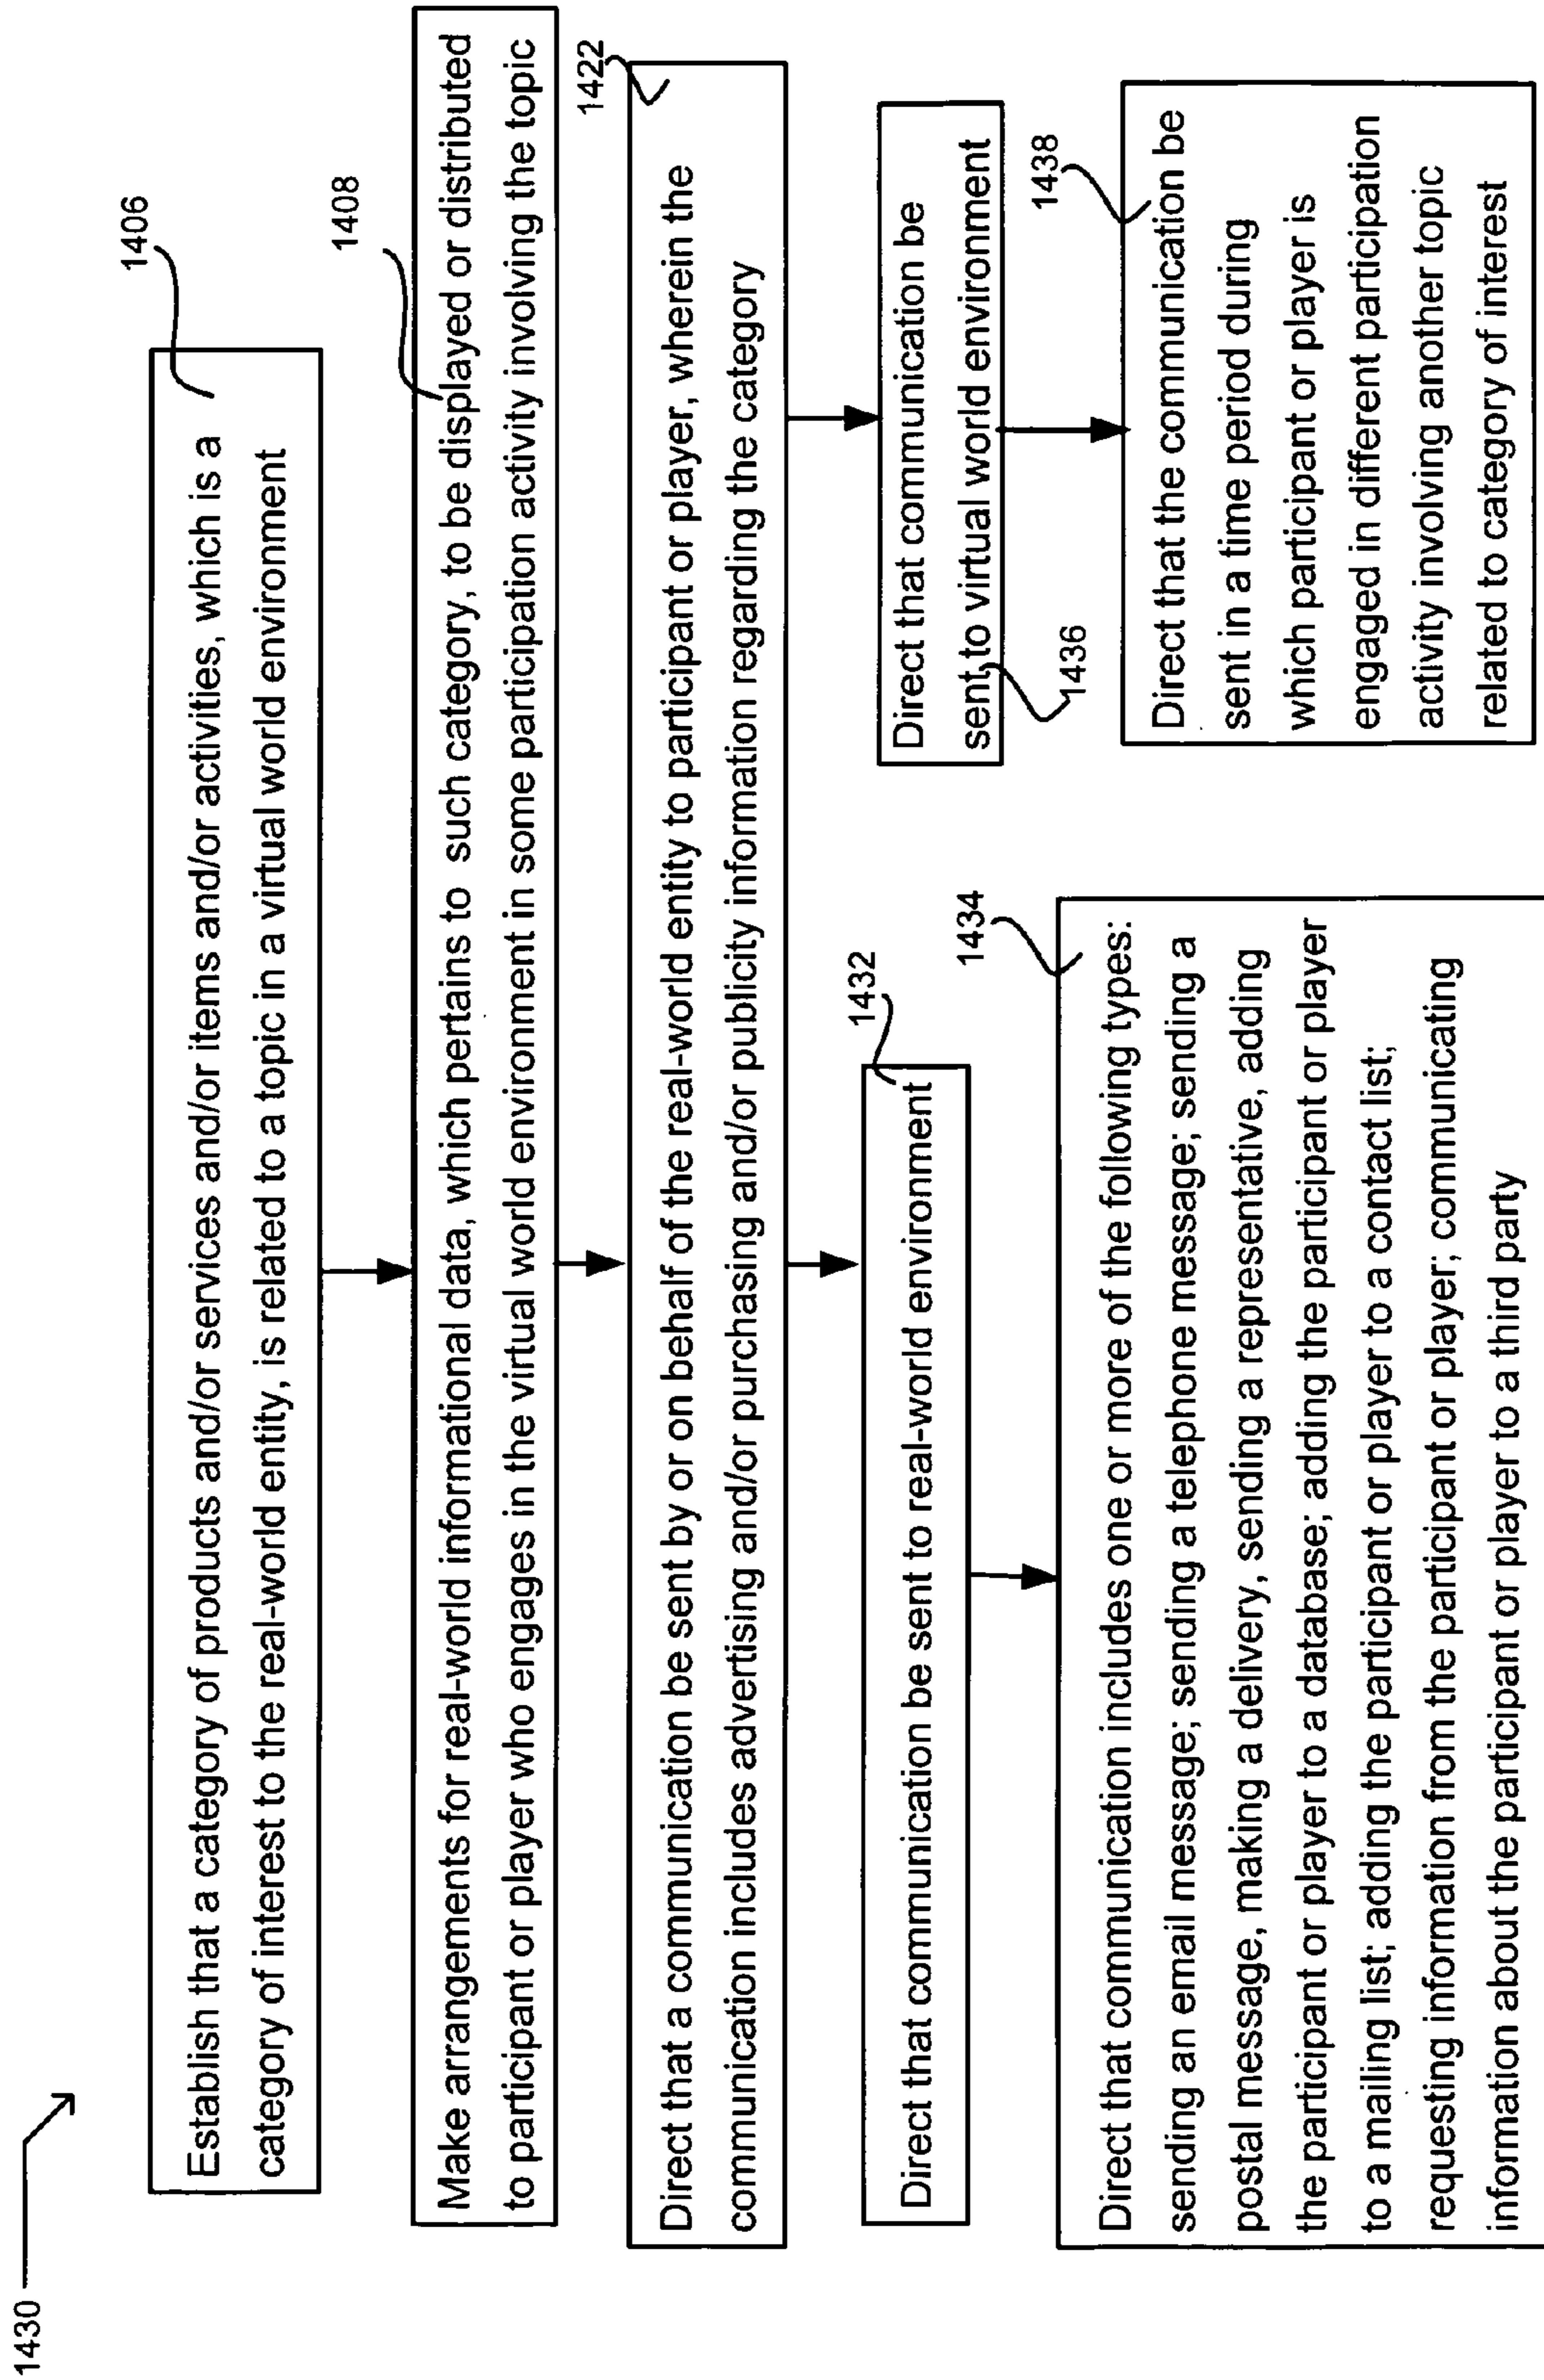 1430
1406
Establish that a category of products and/or services and/or items and/or activities, which is a
category of interest to the real-world entity, is related to a topic in a virtual world environment
1408
Make arrangements for real-world informational data, which pertains to such category, to be displayed or distributed
to participant or player who engages in the virtual world environment in some participation activity involving the topic
1422
Direct that a communication be sent by or on behalf of the real-world entity to participant or player, wherein the
communication includes advertising and/or purchasing and/or publicity information regarding the category
1432
Direct that communication be sent to real-world environment
1434
Direct that communication includes one or more of the following types:
sending an email message; sending a telephone message; sending a
postal message, making a delivery, sending a representative, adding
the participant or player to a database; adding the participant or player
to a mailing list; adding the participant or player to a contact list;
requesting information from the participant or player; communicating
information about the participant or player to a third party
Direct that communication be
sent to virtual world environment
1436
1438
Direct that the communication be
sent in a time period during
which participant or player is
engaged in different participation
activity involving another topic
related to category of interest